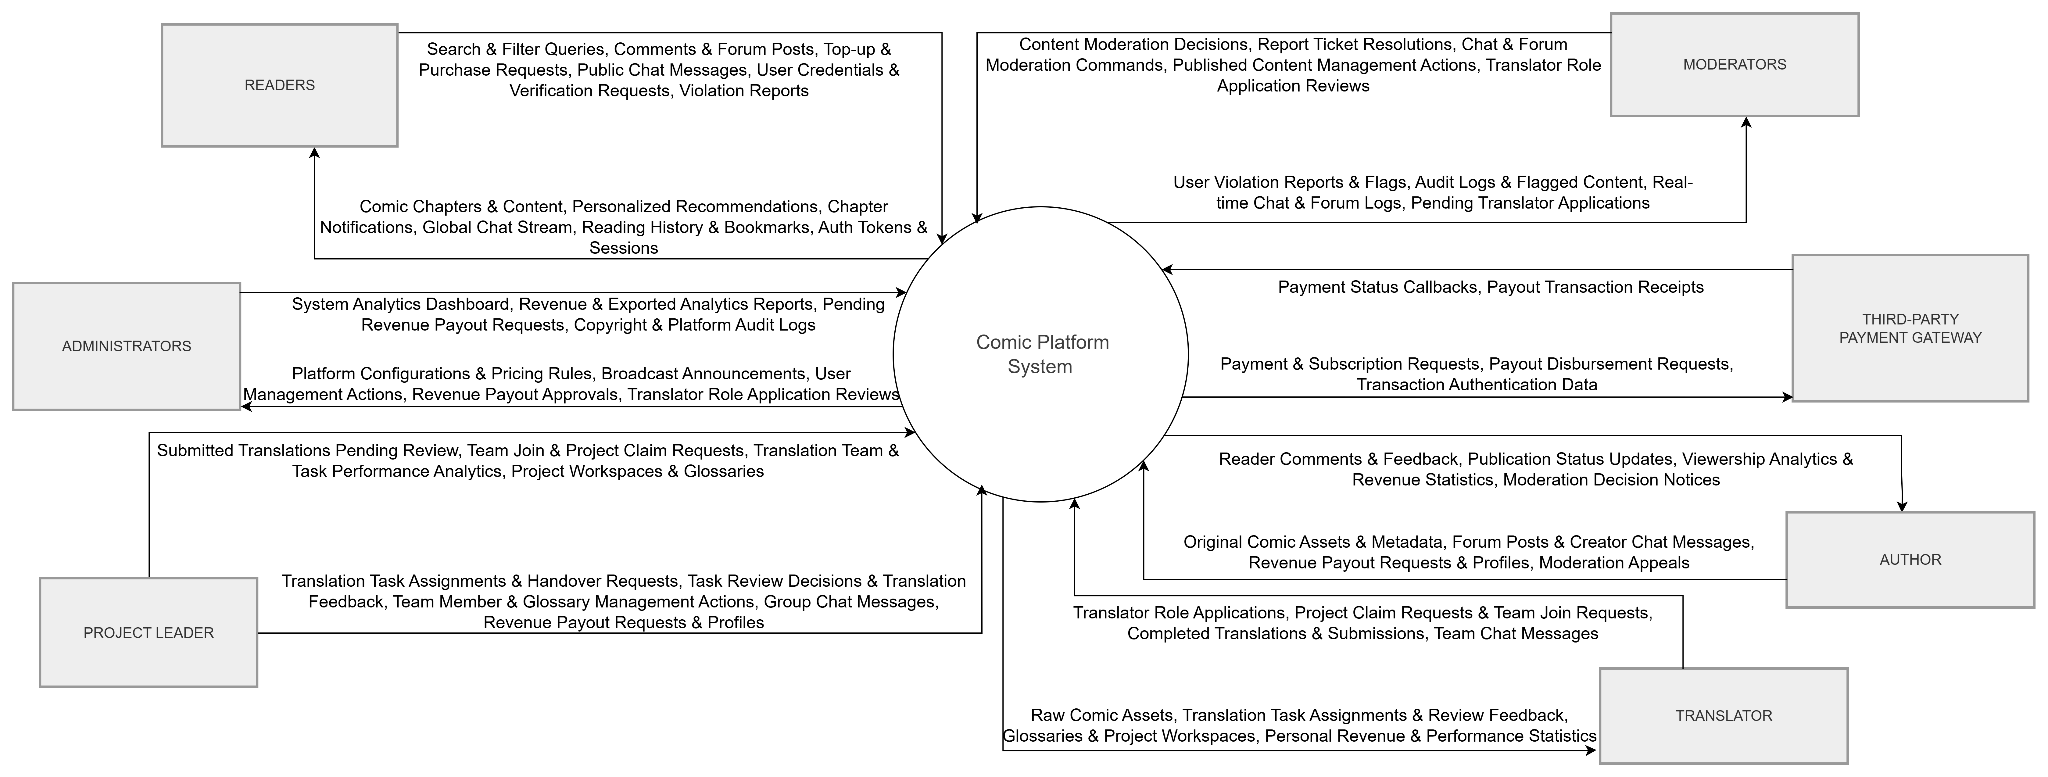 READERS
Search & Filter Queries, Comments & Forum Posts, Top-up &
Purchase Requests, Public Chat Messages, User Credentials &
Verification Requests, Violation Reports
Content Moderation Decisions, Report Ticket Resolutions, Chat & Forum
Moderation Commands, Published Content Management Actions, Translator Role
Application Reviews
MODERATORS
Comic Chapters & Content, Personalized Recommendations, Chapter
Notifications, Global Chat Stream, Reading History & Bookmarks, Auth Tokens &
Sessions
User Violation Reports & Flags, Audit Logs & Flagged Content, Real-
time Chat & Forum Logs, Pending Translator Applications
ADMINISTRATORS
System Analytics Dashboard, Revenue & Exported Analytics Reports, Pending
Revenue Payout Requests, Copyright & Platform Audit Logs
Platform Configurations & Pricing Rules, Broadcast Announcements, User
Management Actions, Revenue Payout Approvals, Translator Role Application Reviews
Comic Platform
System
Payment Status Callbacks, Payout Transaction Receipts
THIRD-PARTY
PAYMENT GATEWAY
Payment & Subscription Requests, Payout Disbursement Requests,
Transaction Authentication Data
Submitted Translations Pending Review, Team Join & Project Claim Requests, Translation Team &
Task Performance Analytics, Project Workspaces & Glossaries
Reader Comments & Feedback, Publication Status Updates, Viewership Analytics &
Revenue Statistics, Moderation Decision Notices
PROJECT LEADER
Translation Task Assignments & Handover Requests, Task Review Decisions & Translation
Feedback, Team Member & Glossary Management Actions, Group Chat Messages,
Revenue Payout Requests & Profiles
Original Comic Assets & Metadata, Forum Posts & Creator Chat Messages,
Revenue Payout Requests & Profiles, Moderation Appeals
AUTHOR
Translator Role Applications, Project Claim Requests & Team Join Requests,
Completed Translations & Submissions, Team Chat Messages
Raw Comic Assets, Translation Task Assignments & Review Feedback,
Glossaries & Project Workspaces, Personal Revenue & Performance Statistics
TRANSLATOR